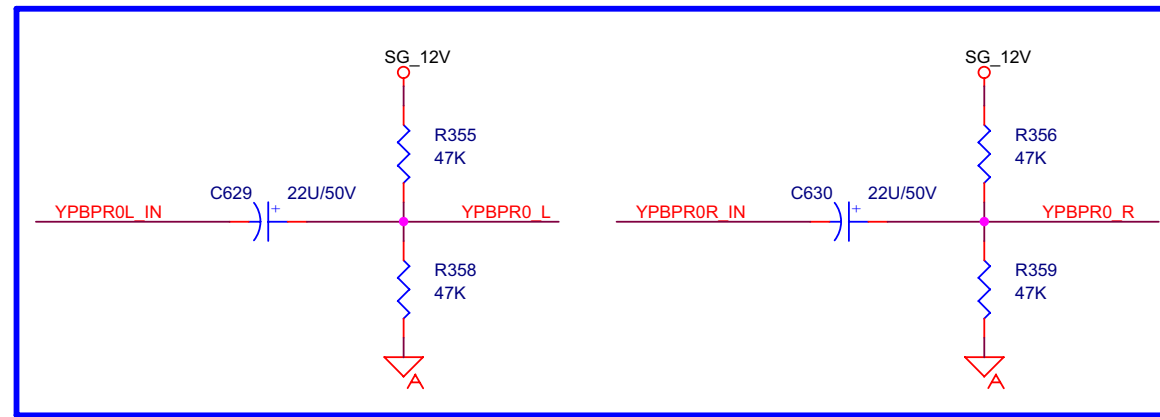 SG_12V
R355
47K
C629
22U/50V
+
YPBPR0L_IN
YPBPR0_L
R358
47K
A
SG_12V
R356
47K
C630
22U/50V
+
YPBPR0R_IN
YPBPR0_R
R359
47K
A